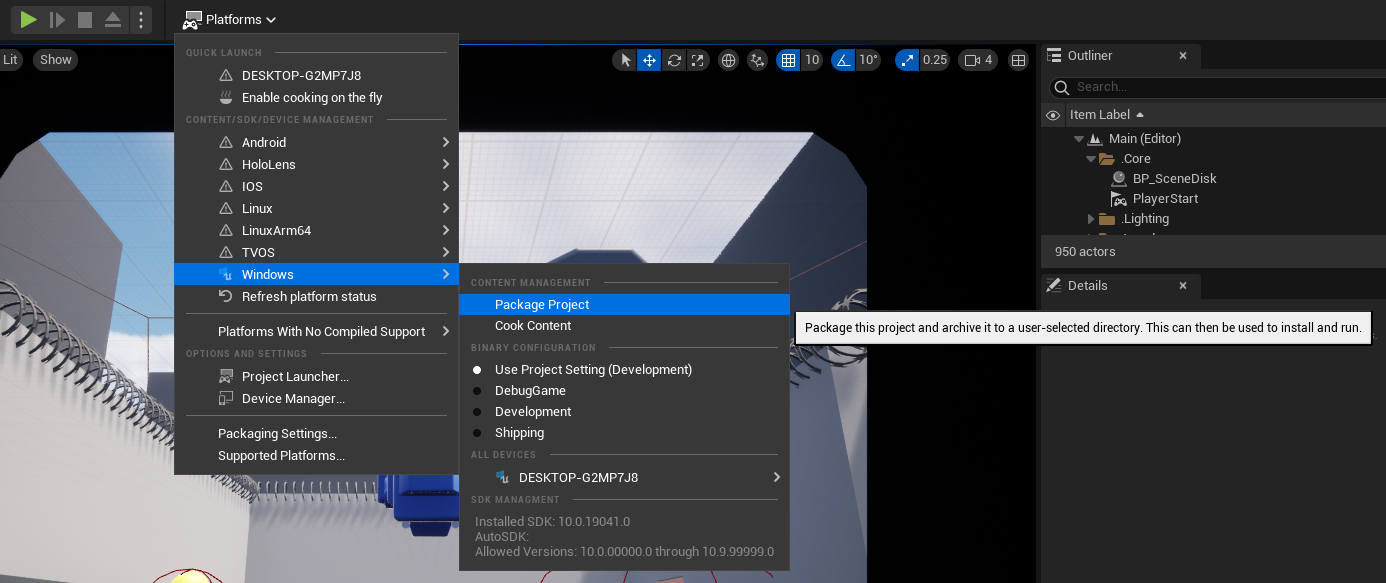 Platforms
Lit
Show
10
10°
0.25
4
QUICK LAUNCH
DESKTOP-G2MP7J8
Enable cooking on the fly
CONTENT/SDK/DEVICE MANAGEMENT
Android
HoloLens
IOS
Linux
LinuxArm64
TVOS
Windows
Refresh platform status
Platforms With No Compiled Support
OPTIONS AND SETTINGS
Project Launcher...
Device Manager...
Packaging Settings...
Supported Platforms...
CONTENT MANAGEMENT
Package Project
Cook Content
BINARY CONFIGURATION
Use Project Setting (Development)
DebugGame
Development
Shipping
ALL DEVICES
DESKTOP-G2MP7J8
SDK MANAGMENT
Installed SDK: 10.0.19041.0
AutoSDK:
Allowed Versions: 10.0.00000.0 through 10.9.99999.0
Package this project and archive it to a user-selected directory. This can then be used to install and run.
Outliner
Search...
Item Label
Main (Editor)
.Core
BP_SceneDisk
PlayerStart
.Lighting
950 actors
Details